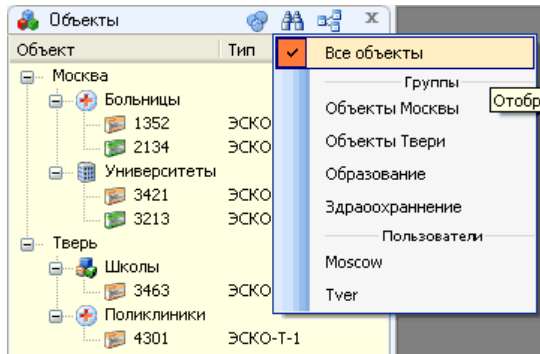 Объекты
Объект Тип
Все объекты
Москва
Группы
Отобр
Больницы
Объекты Москвы
1352 ЭСКО
2134 ЭСКО
Объекты Твери
Университеты
Образование
3421 ЭСКО
Здраоохраннение
3213 ЭСКО
Пользователи
Тверь
Школы
Moscow
3463 ЭСКО
Tver
Поликлиники
4301 ЭСКО-Т-1